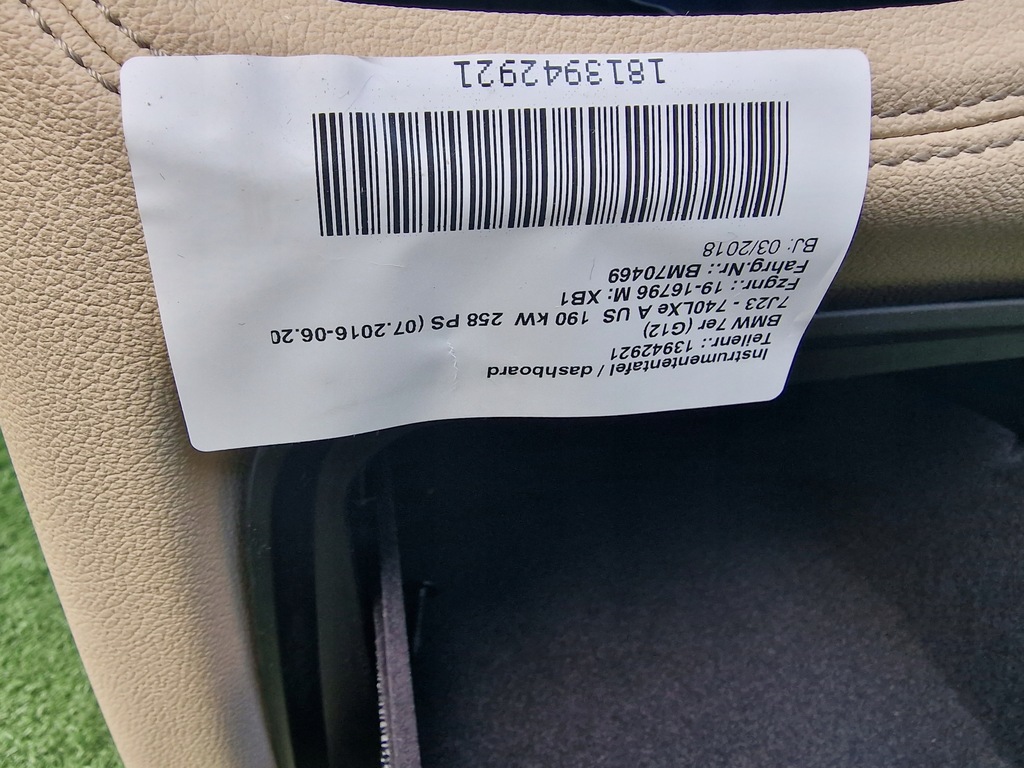 Instrumententafel / dashboard
Teilenr.: 13942921
BMW 7er (G12)
7J23 - 740LXe A US 190 kW 258 PS (07.2016-06.20
Fzgnr.: 19-16796 M: XB1
Fahrg.Nr.: BM70469
BJ: 03/2018
1813942921